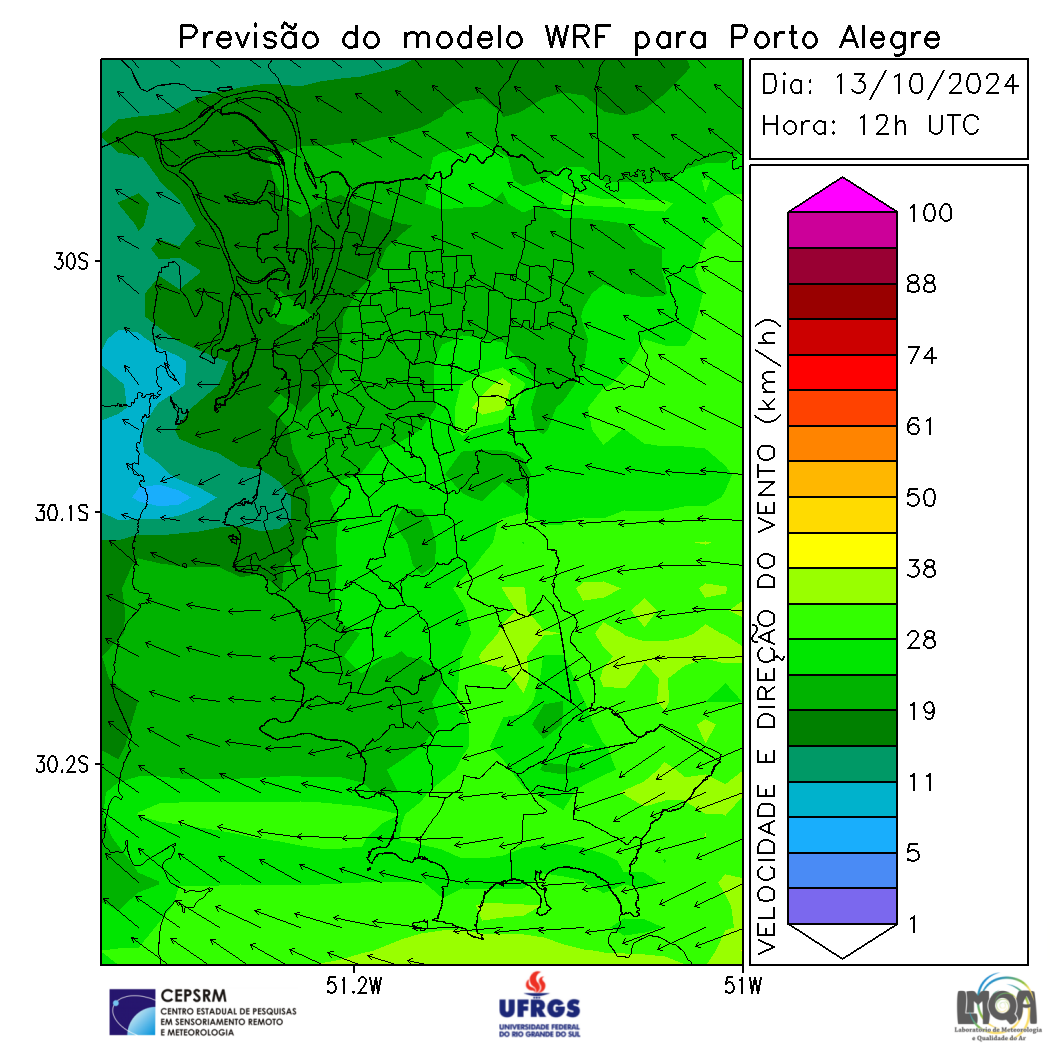 Previsão do modelo WRF para Porto Alegre
Dia: 13/10/2024
Hora: 12h UTC
30S
30.1S
30.2S
51.2W
51W
VELOCIDADE E DIREÇÃO DO VENTO (km/h)
100
88
74
61
50
38
28
19
11
5
1
CEPSRM
CENTRO ESTADUAL DE PESQUISAS
EM SENSORIAMENTO REMOTO
E METEOROLOGIA
UFRGS
UNIVERSIDADE FEDERAL
DO RIO GRANDE DO SUL
LMQA
Laboratório de Meteorologia
e Qualidade do Ar